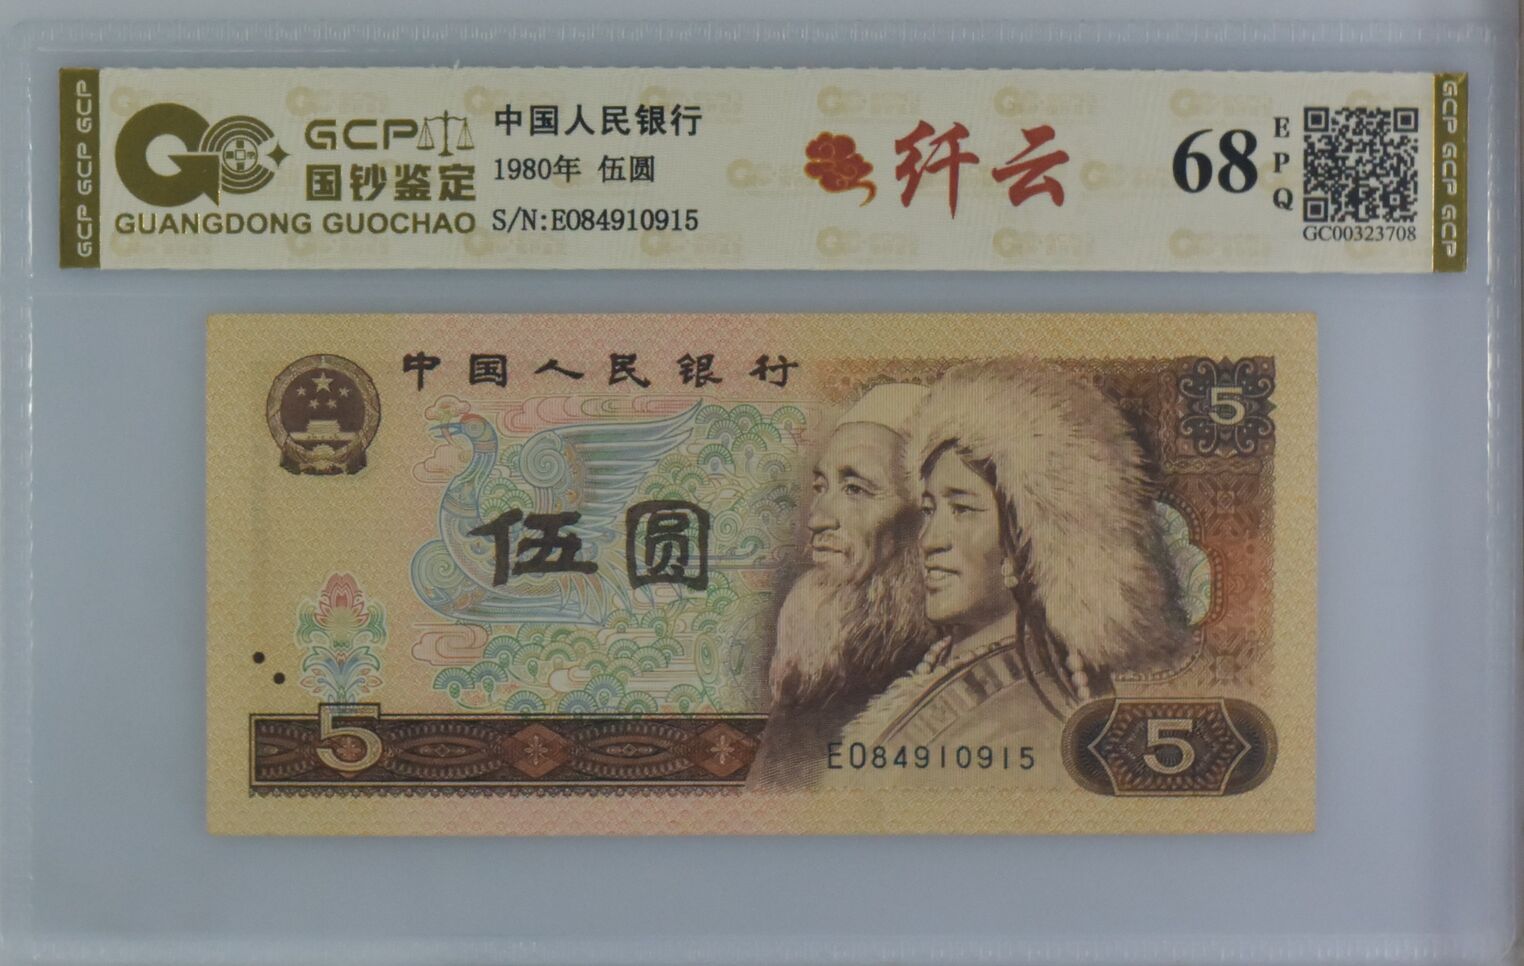 GCP GCP GCP
GCP
国钞鉴定
GUANGDONG GUOCHAO
中国人民银行
1980年 伍圆
S/N:E084910915
纤云
68
EPQ
GC00323708
GCP GCP GCP
中国人民银行
5
伍圆
5
EO84910915
5